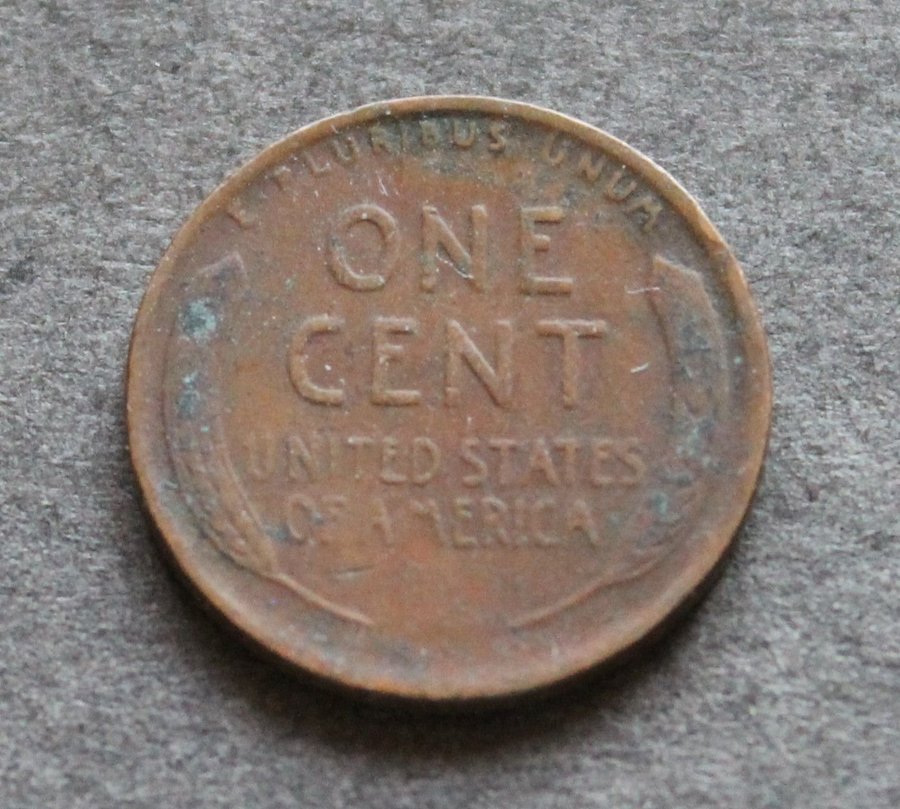 E PLURIBUS UNUM
ONE
CENT
UNITED STATES
OF AMERICA